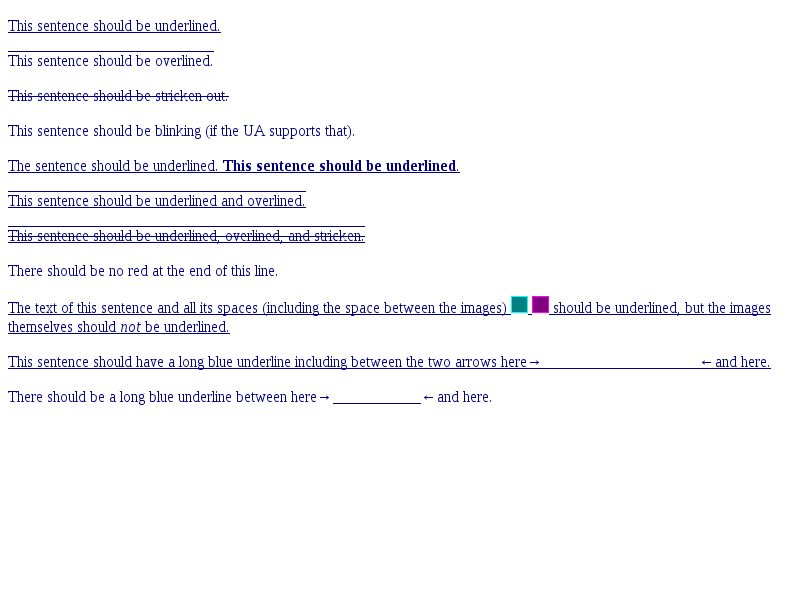 This sentence should be underlined.
This sentence should be overlined.
This sentence should be stricken out.
This sentence should be blinking (if the UA supports that).
The sentence should be underlined. This sentence should be underlined.
This sentence should be underlined and overlined.
This sentence should be underlined, overlined, and stricken.
There should be no red at the end of this line.
The text of this sentence and all its spaces (including the space between the images) should be underlined, but the images
themselves should not be underlined.
This sentence should have a long blue underline including between the two arrows here→ ← and here.
There should be a long blue underline between here→ ← and here.